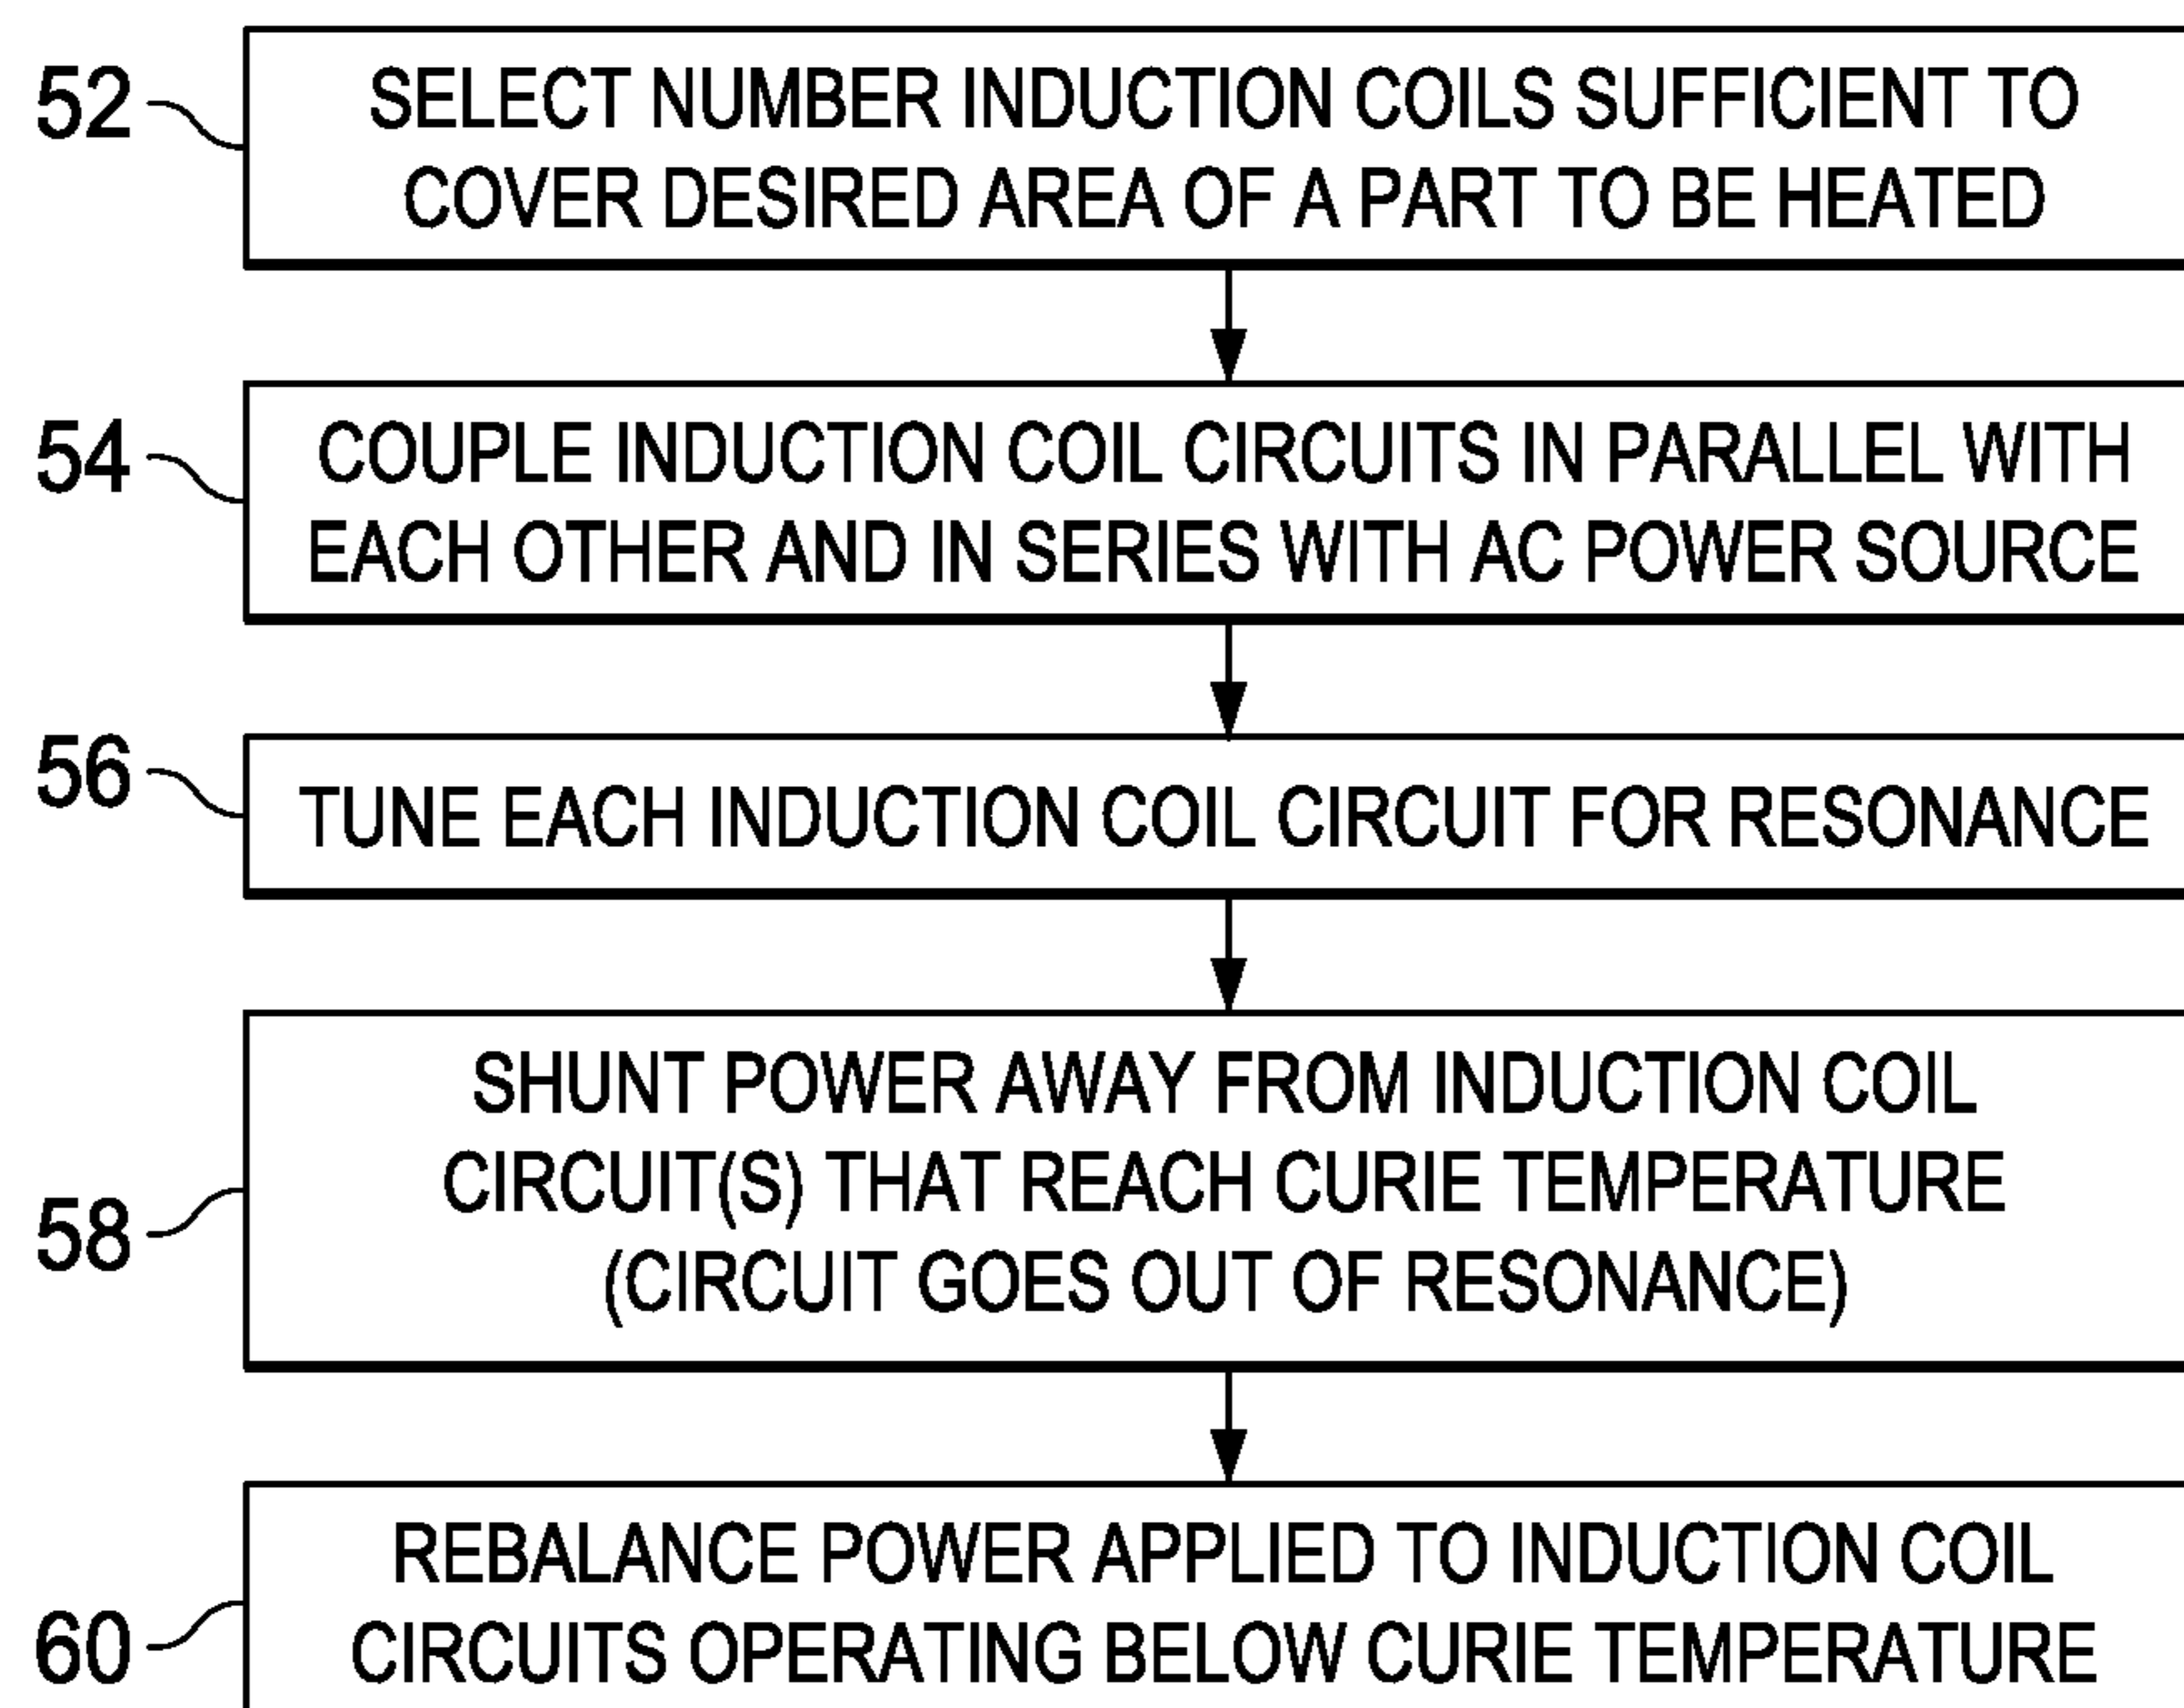 52
SELECT NUMBER INDUCTION COILS SUFFICIENT TO
COVER DESIRED AREA OF A PART TO BE HEATED
54
COUPLE INDUCTION COIL CIRCUITS IN PARALLEL WITH
EACH OTHER AND IN SERIES WITH AC POWER SOURCE
56
TUNE EACH INDUCTION COIL CIRCUIT FOR RESONANCE
58
SHUNT POWER AWAY FROM INDUCTION COIL
CIRCUIT(S) THAT REACH CURIE TEMPERATURE
(CIRCUIT GOES OUT OF RESONANCE)
60
REBALANCE POWER APPLIED TO INDUCTION COIL
CIRCUITS OPERATING BELOW CURIE TEMPERATURE